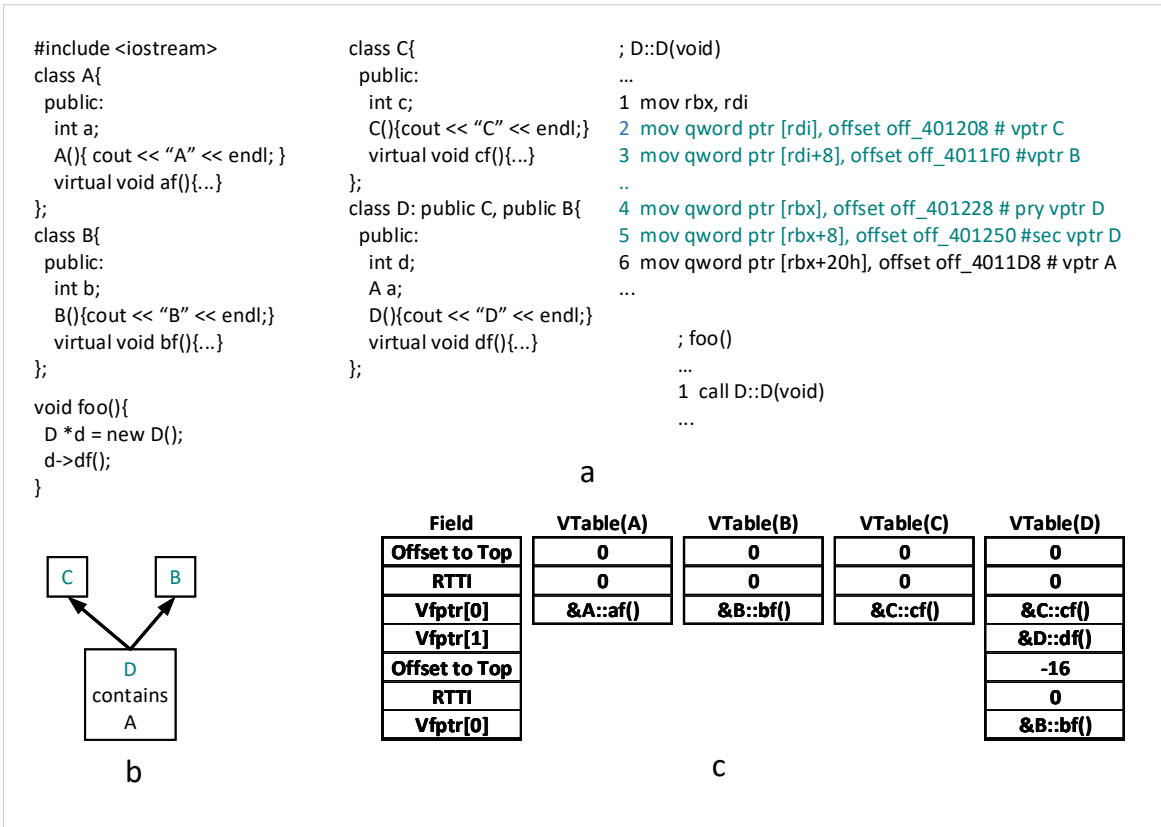 #include <iostream>
class A{
public:
int a;
A(){ cout << “A” << endl; }
virtual void af(){...}
};
class B{
public:
int b;
B(){cout << “B” << endl;}
virtual void bf(){...}
};
void foo(){
D *d = new D();
d->df();
}
class C{
public:
int c;
C(){cout << “C” << endl;}
virtual void cf(){...}
};
class D: public C, public B{
public:
int d;
A a;
D(){cout << “D” << endl;}
virtual void df(){...}
};
; D::D(void)
...
1 mov rbx, rdi
2 mov qword ptr [rdi], offset off_401208 # vptr C
3 mov qword ptr [rdi+8], offset off_4011F0 #vptr B
..
4 mov qword ptr [rbx], offset off_401228 # pry vptr D
5 mov qword ptr [rbx+8], offset off_401250 #sec vptr D
6 mov qword ptr [rbx+20h], offset off_4011D8 # vptr A
...
; foo()
...
1 call D::D(void)
...
a
C B
D
contains
A
b
Field VTable(A) VTable(B) VTable(C) VTable(D)
Offset to Top 0 0 0 0
RTTI 0 0 0 0
Vfptr[0] &A::af() &B::bf() &C::cf() &C::cf()
Vfptr[1] &D::df()
Offset to Top -16
RTTI 0
Vfptr[0] &B::bf()
c